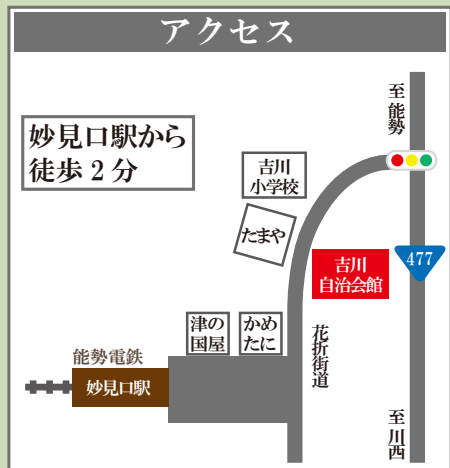 アクセス
妙見口駅から
徒歩2分
至能勢
吉川
小学校
たまや
477
吉川
自治会館
津の
国屋
かめ
たに
花折街道
能勢電鉄
妙見口駅
至川西